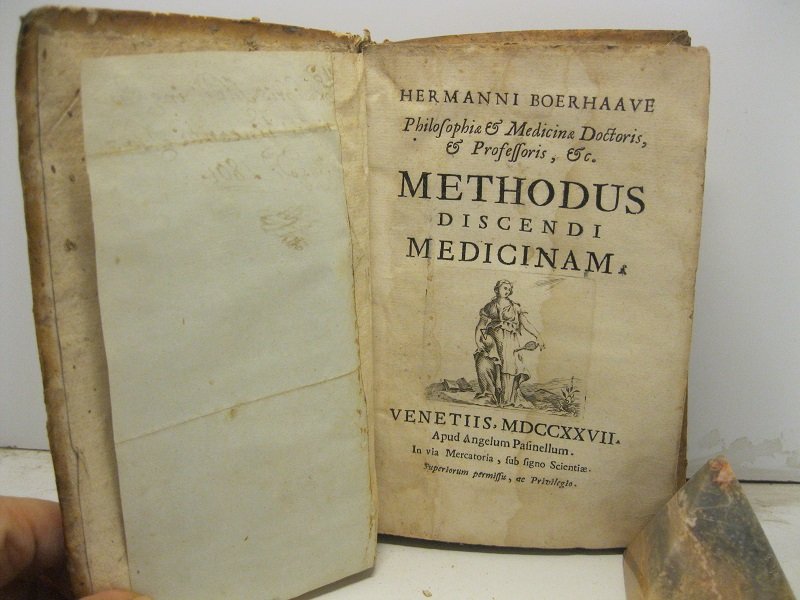 HERMANNI BOERHAAVE
Philoſophiæ & Medicinæ Doctoris,
& Profeſſoris, &c.
METHODUS
DISCENDI
MEDICINAM.
VENETIIS, MDCCXXVII.
Apud Angelum Paſinellum.
In via Mercatoria, ſub ſigno Scientiæ.
Superiorum permiſſu, ac Privilegio.